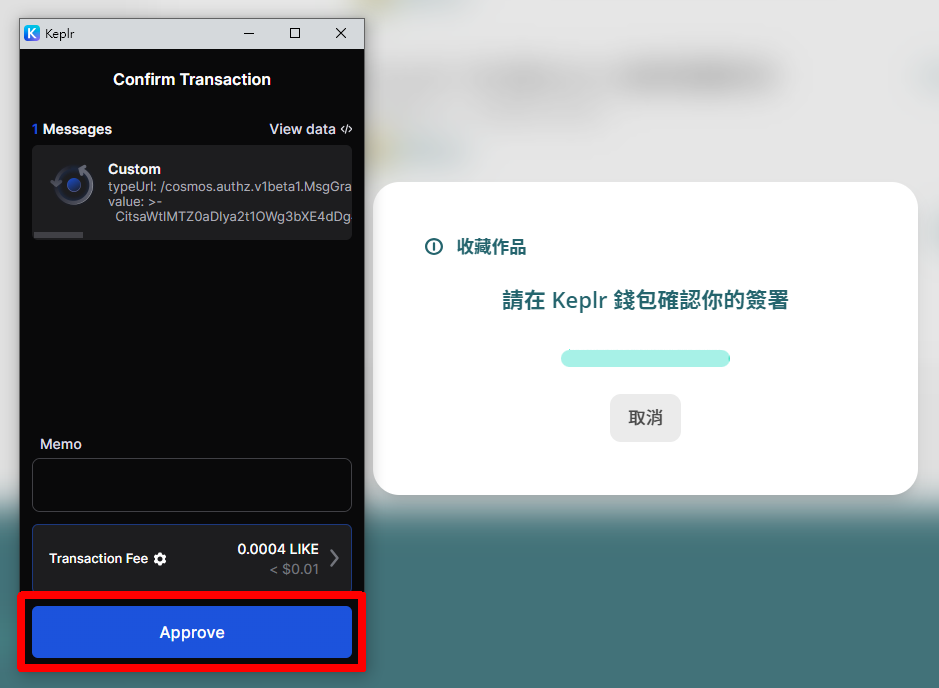 Keplr
Confirm Transaction
1 Messages
View data </>
Custom
typeUrl: /cosmos.authz.v1beta1.MsgGra
value: >-
CitsaWtlMTZ0aDlya2t1OWg3bXE4dDg
Memo
Transaction Fee
0.0004 LIKE
< $0.01
Approve
收藏作品
請在 Keplr 錢包確認你的簽署
取消